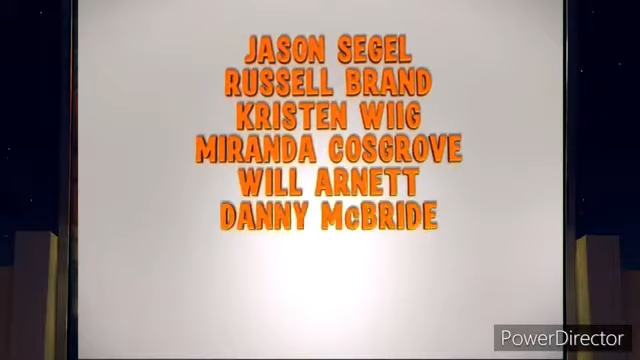 JASON SEGEL
RUSSELL BRAND
KRISTEN WIIG
MIRANDA COSGROVE
WILL ARNETT
DANNY McBRIDE
PowerDirector